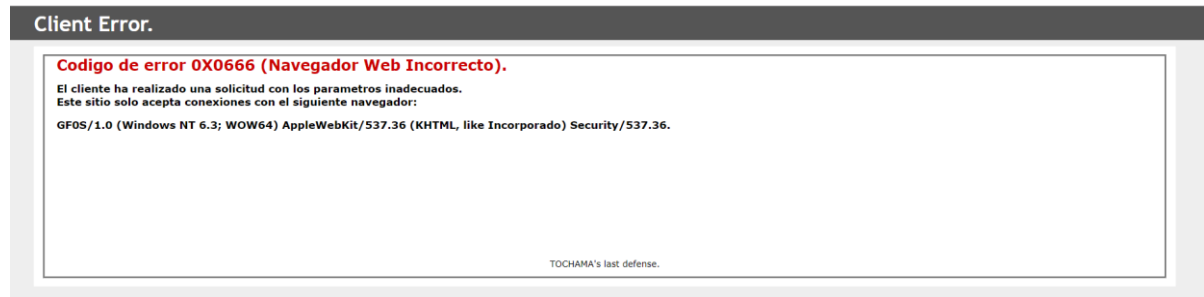 Client Error.
Codigo de error 0X0666 (Navegador Web Incorrecto).
El cliente ha realizado una solicitud con los parametros inadecuados.
Este sitio solo acepta conexiones con el siguiente navegador:
GF0S/1.0 (Windows NT 6.3; WOW64) AppleWebKit/537.36 (KHTML, like Incorporado) Security/537.36.
TOCHAMA's last defense.